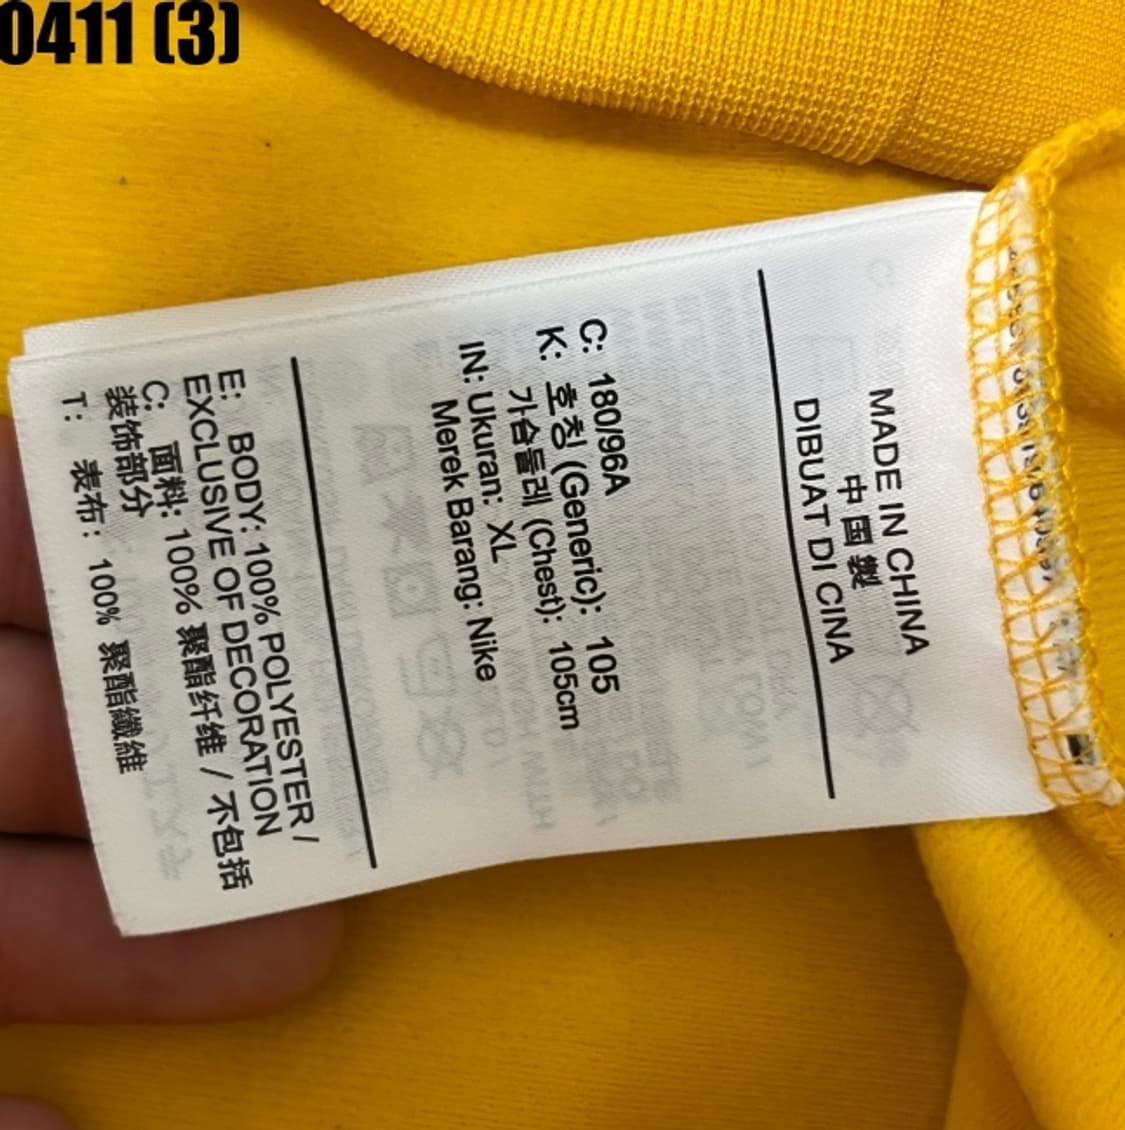 0411 (3)
MADE IN CHINA
中国製
DIBUAT DI CINA
C: 180/96A
K: 호칭 (Generic): 105
가슴둘레 (Chest): 105cm
IN: Ukuran: XL
Merek Barang: Nike
E: BODY: 100% POLYESTER /
EXCLUSIVE OF DECORATION
C: 面料: 100% 聚酯纤维 / 不包括
装饰部分
T: 表布: 100% 聚酯纖維